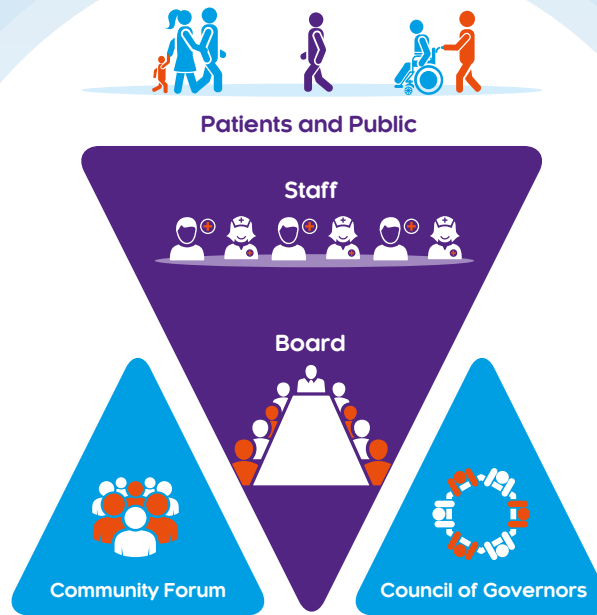 Patients and Public
Staff
Board
Community Forum
Council of Governors